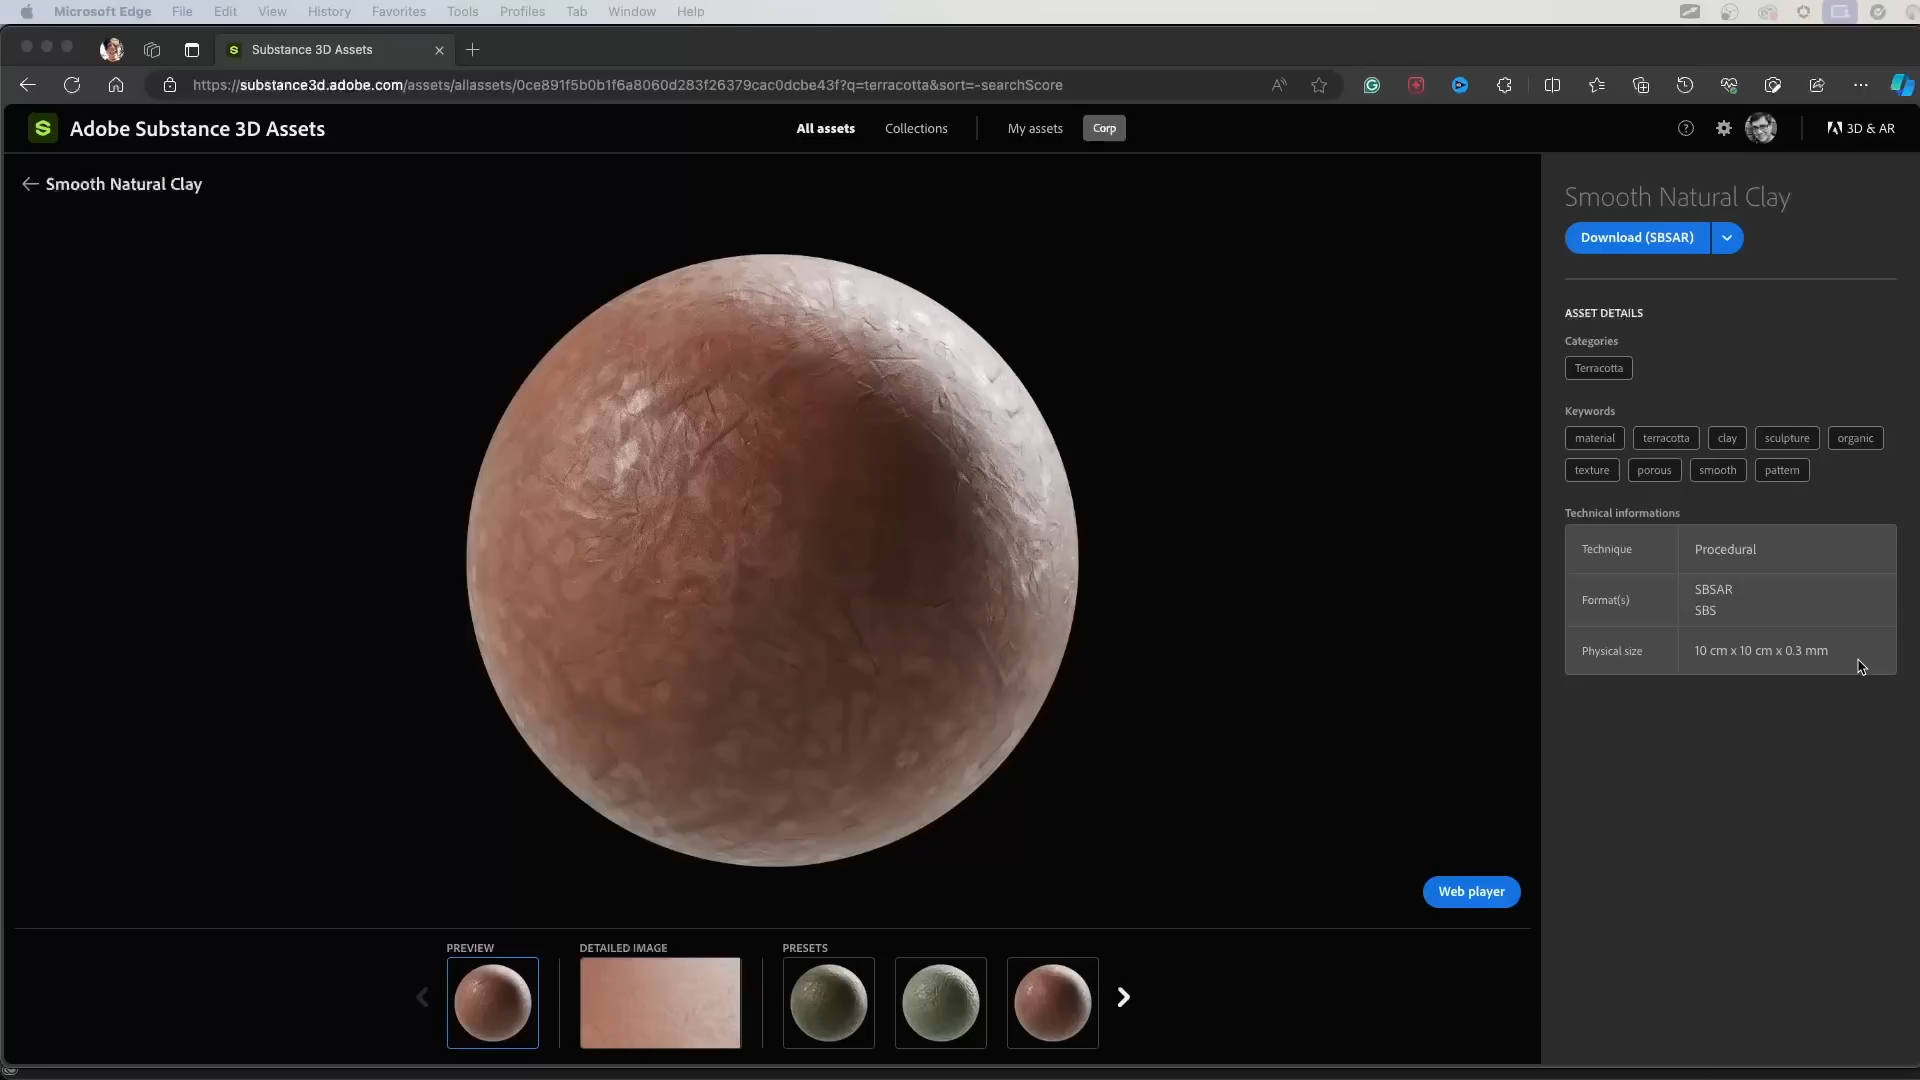 Microsoft Edge File Edit View History Favorites Tools Profiles Tab Window Help
Substance 3D Assets
https://substance3d.adobe.com/assets/allassets/0ce891f5b0b1f6a8060d283f26379cac0dcbe43f?q=terracotta&sort=-searchScore
Adobe Substance 3D Assets
All assets Collections My assets Corp
3D & AR
Smooth Natural Clay
Smooth Natural Clay
Download (SBSAR)
ASSET DETAILS
Categories
Terracotta
Keywords
material terracotta clay sculpture organic
texture porous smooth pattern
Technical informations
Technique Procedural
Format(s) SBSAR
SBS
Physical size 10 cm x 10 cm x 0.3 mm
Web player
PREVIEW DETAILED IMAGE PRESETS